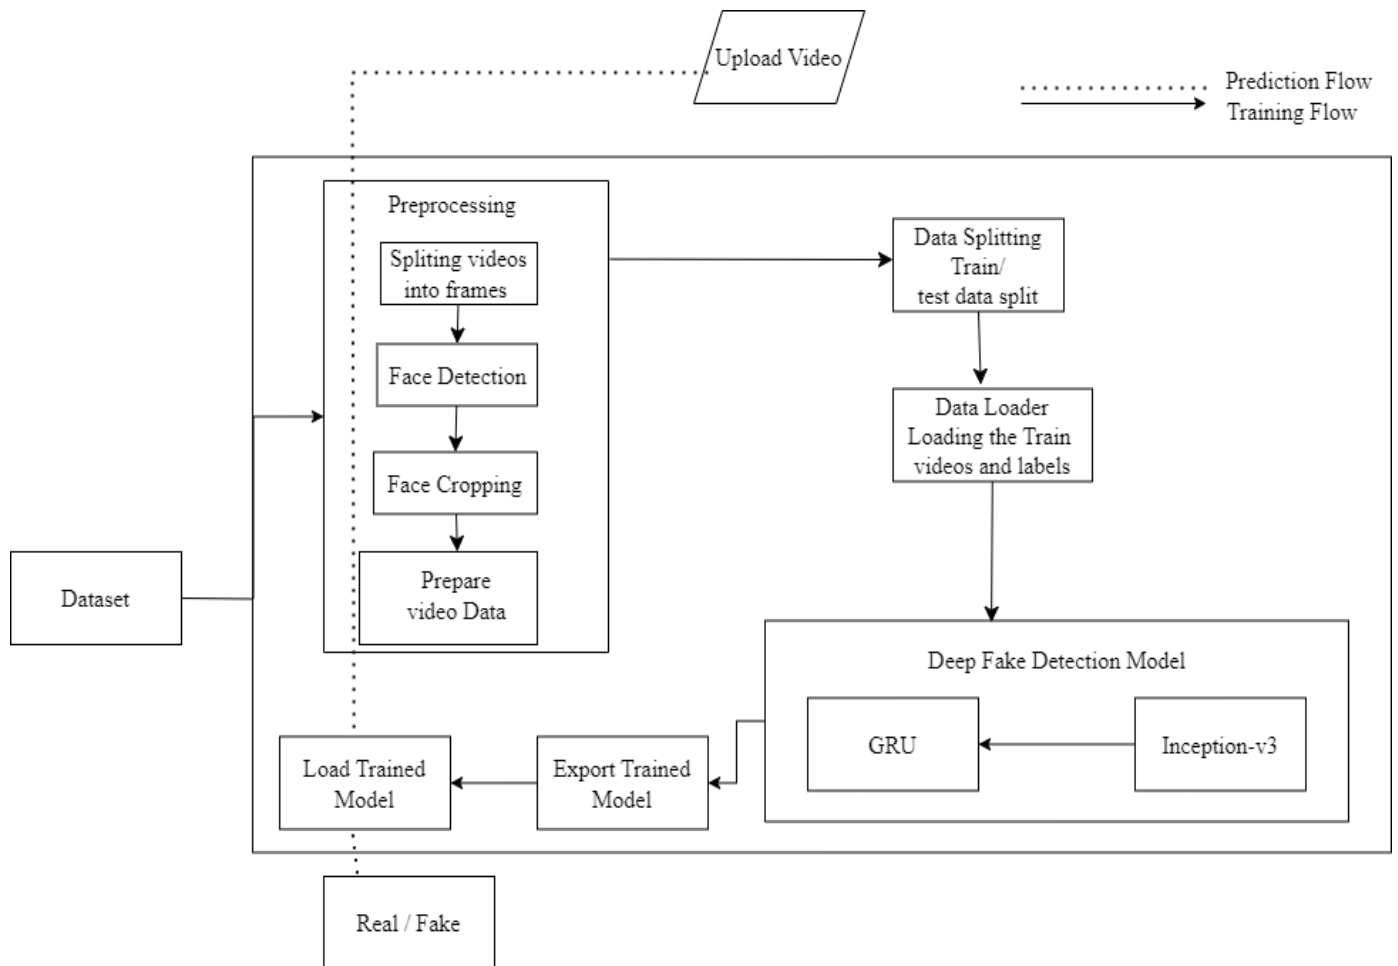 Upload Video
Prediction Flow
Training Flow
Preprocessing
Spliting videos
into frames
Face Detection
Face Cropping
Prepare
video Data
Data Splitting
Train/
test data split
Data Loader
Loading the Train
videos and labels
Dataset
Deep Fake Detection Model
GRU
Inception-v3
Export Trained
Model
Load Trained
Model
Real / Fake